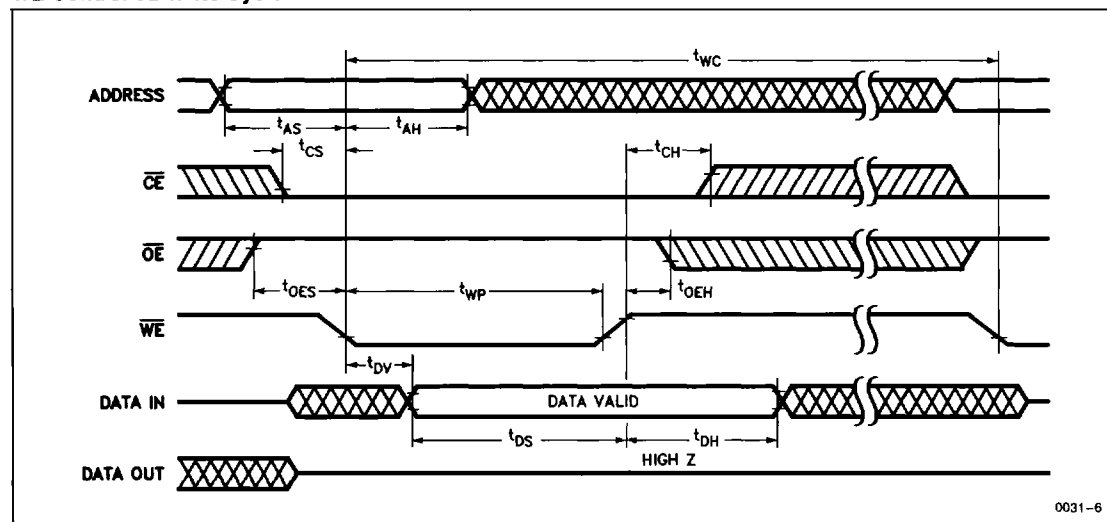 tWC
ADDRESS
tAS
tAH
tCS
tCH
CE
OE
tOES
tWP
tOEH
WE
tDV
DATA IN
DATA VALID
tDS
tDH
HIGH Z
DATA OUT
0031–6